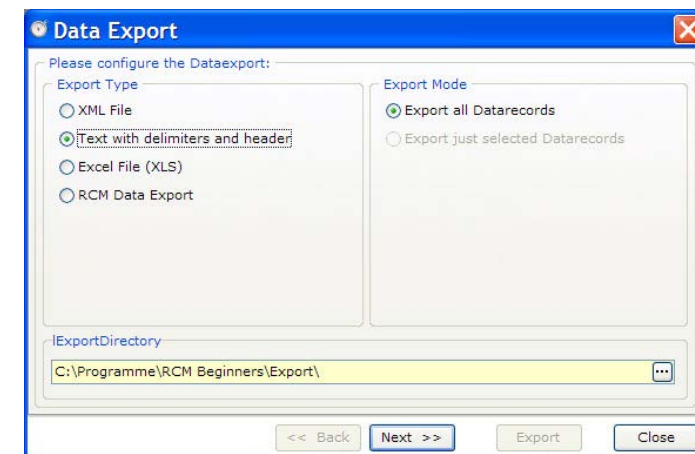 Data Export
Please configure the Dataexport:
Export Type
XML File
Text with delimiters and header
Excel File (XLS)
RCM Data Export
Export Mode
Export all Datarecords
Export just selected Datarecords
lExportDirectory
C:\Programme\RCM Beginners\Export\
...
<< Back Next >> Export Close